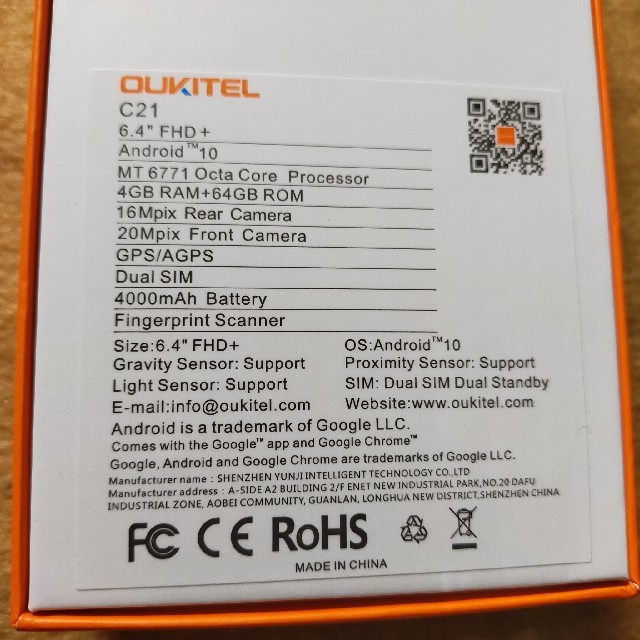 OUKITEL
C21
6.4" FHD+
Android™10
MT 6771 Octa Core Processor
4GB RAM+64GB ROM
16Mpix Rear Camera
20Mpix Front Camera
GPS/AGPS
Dual SIM
4000mAh Battery
Fingerprint Scanner
Size:6.4" FHD+ OS:Android™10
Gravity Sensor: Support Proximity Sensor: Support
Light Sensor: Support SIM: Dual SIM Dual Standby
E-mail:info@oukitel.com Website:www.oukitel.com
Android is a trademark of Google LLC.
Comes with the Google™ app and Google Chrome™
Google, Android and Google Chrome are trademarks of Google LLC.
Manufacturer name : SHENZHEN YUNJI INTELLIGENT TECHNOLOGY CO.,LTD
Manufacturer address : A-SIDE A2 BUILDING 2/F ENET NEW INDUSTRIAL PARK,NO.20 DAFU
INDUSTRIAL ZONE, AOBEI COMMUNITY, GUANLAN, LONGHUA NEW DISTRICT,SHENZHEN CHINA
FC CE RoHS
MADE IN CHINA